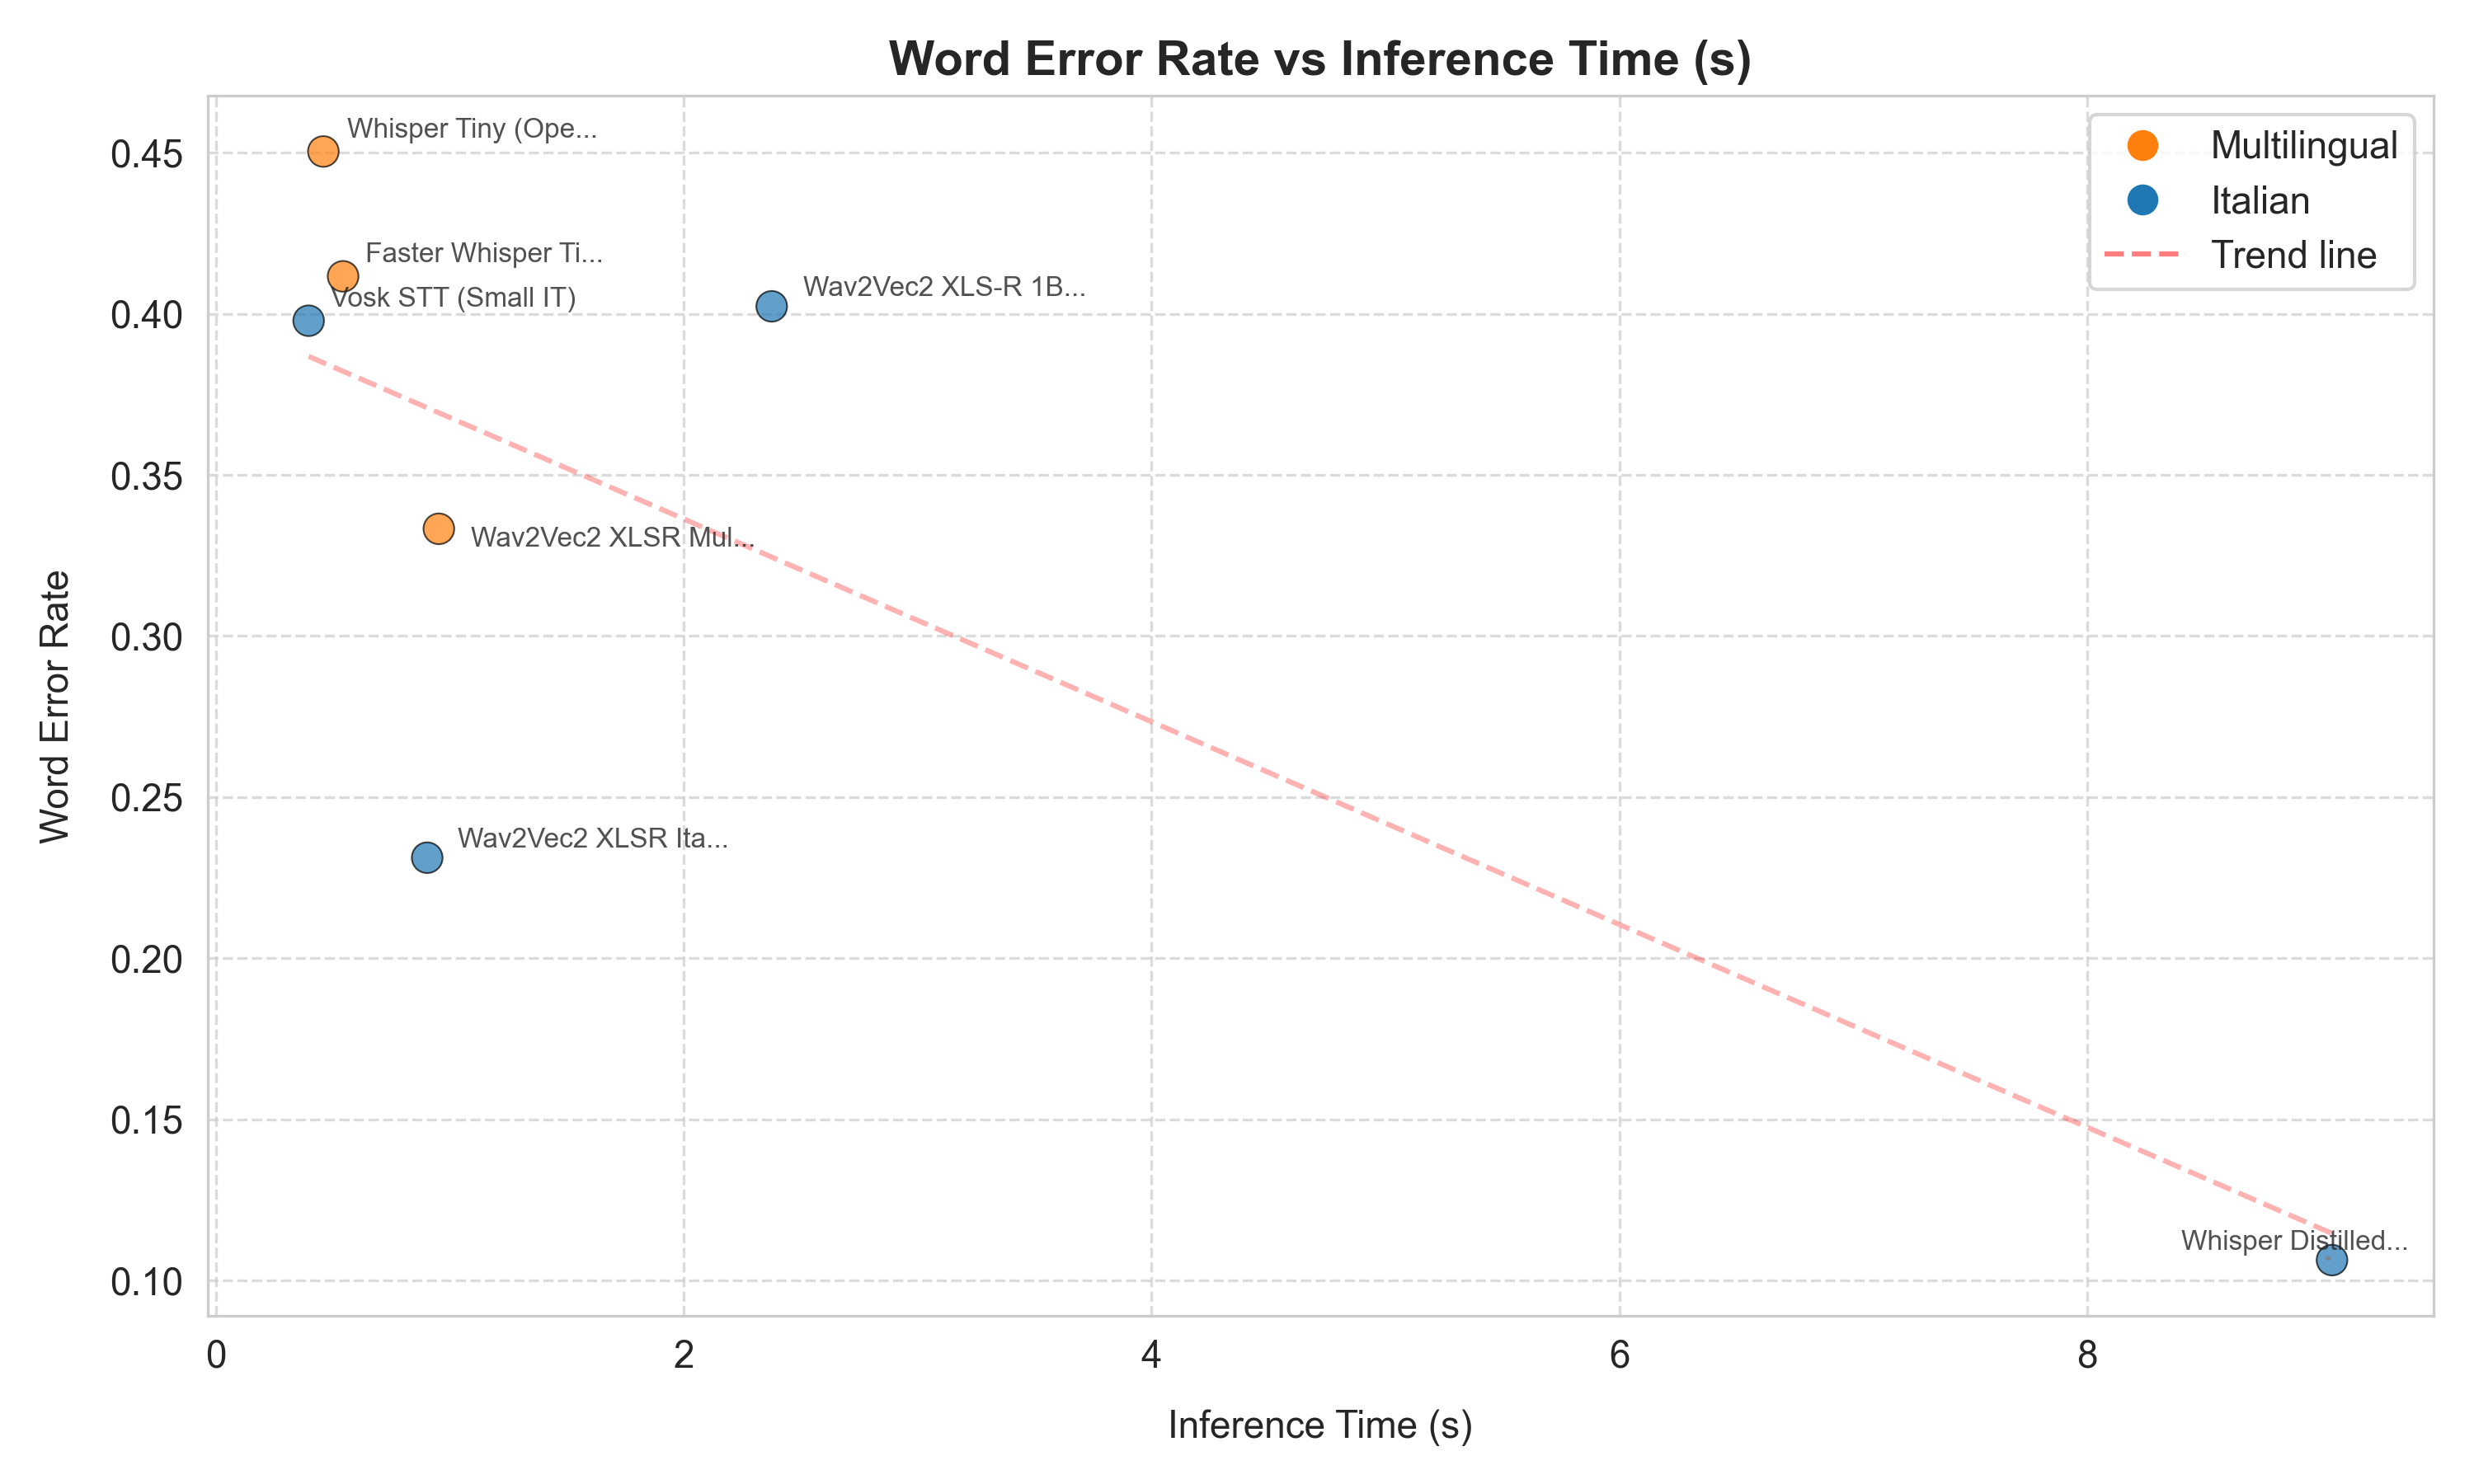 Word Error Rate vs Inference Time (s)
Whisper Tiny (Ope...
Faster Whisper Ti...
Vosk STT (Small IT)
Wav2Vec2 XLS-R 1B...
Wav2Vec2 XLSR Mul...
Wav2Vec2 XLSR Ita...
Whisper Distilled...
Multilingual
Italian
Trend line
Word Error Rate
0.45
0.40
0.35
0.30
0.25
0.20
0.15
0.10
0 2 4 6 8
Inference Time (s)